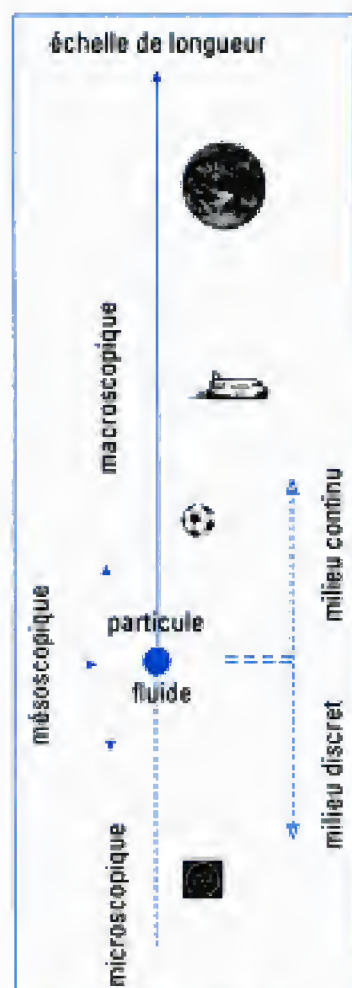 échelle de longueur
macroscopique
milieu continu
particule
mésoscopique
fluide
milieu discret
microscopique